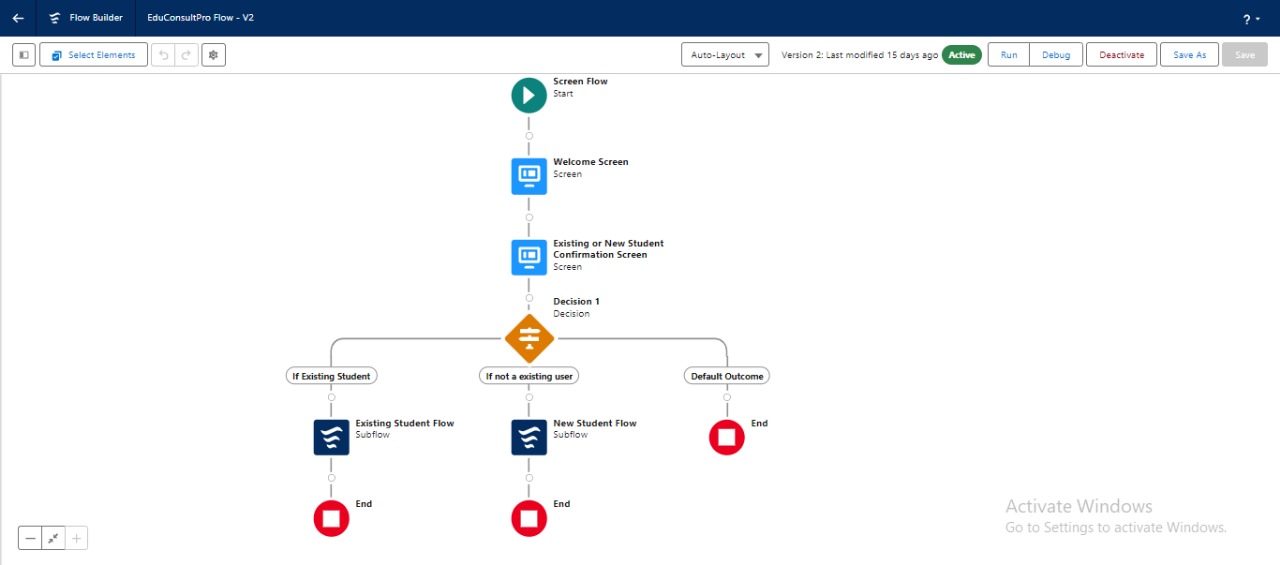 Flow Builder
EduConsultPro Flow - V2
?
Select Elements
Auto-Layout
Version 2: Last modified 15 days ago
Active
Run
Debug
Deactivate
Save As
Save
Screen Flow
Start
Welcome Screen
Screen
Existing or New Student
Confirmation Screen
Screen
Decision 1
Decision
If Existing Student
If not a existing user
Default Outcome
Existing Student Flow
Subflow
New Student Flow
Subflow
End
End
End
Activate Windows
Go to Settings to activate Windows.